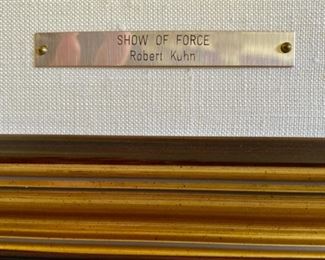 SHOW OF FORCE
Robert Kuhn